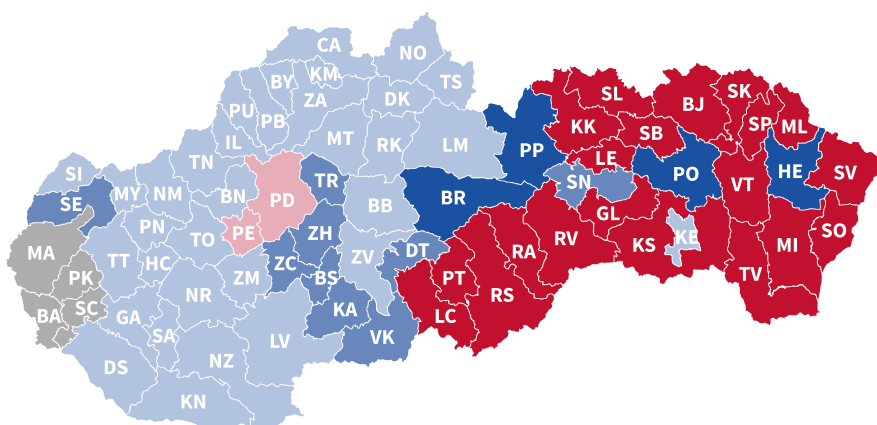 CA
NO
BY
KM
TS
ZA
DK
PU
PB
SL
SK
BJ
KK
SP
ML
SB
IL
MT
RK
LM
PP
LE
TN
SI
PO
HE
SV
SN
TR
VT
MY
NM
BN
PD
BR
SE
BB
GL
PN
PE
ZH
SO
TO
RV
KE
KS
MI
MA
TT
HC
ZC
ZV
DT
RA
PK
ZM
BS
PT
TV
NR
RS
SC
BA
GA
KA
LC
SA
LV
VK
NZ
DS
KN